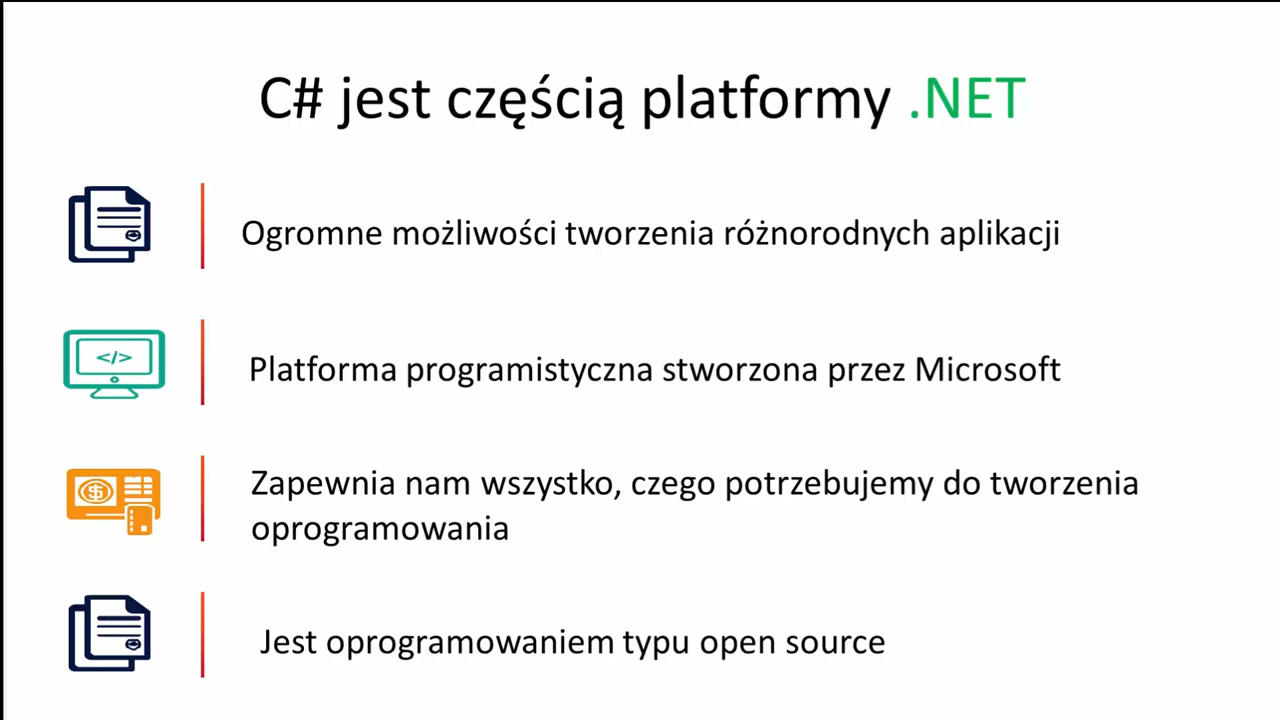 C# jest częścią platformy .NET
Ogromne możliwości tworzenia różnorodnych aplikacji
</>
Platforma programistyczna stworzona przez Microsoft
$
Zapewnia nam wszystko, czego potrzebujemy do tworzenia
oprogramowania
Jest oprogramowaniem typu open source